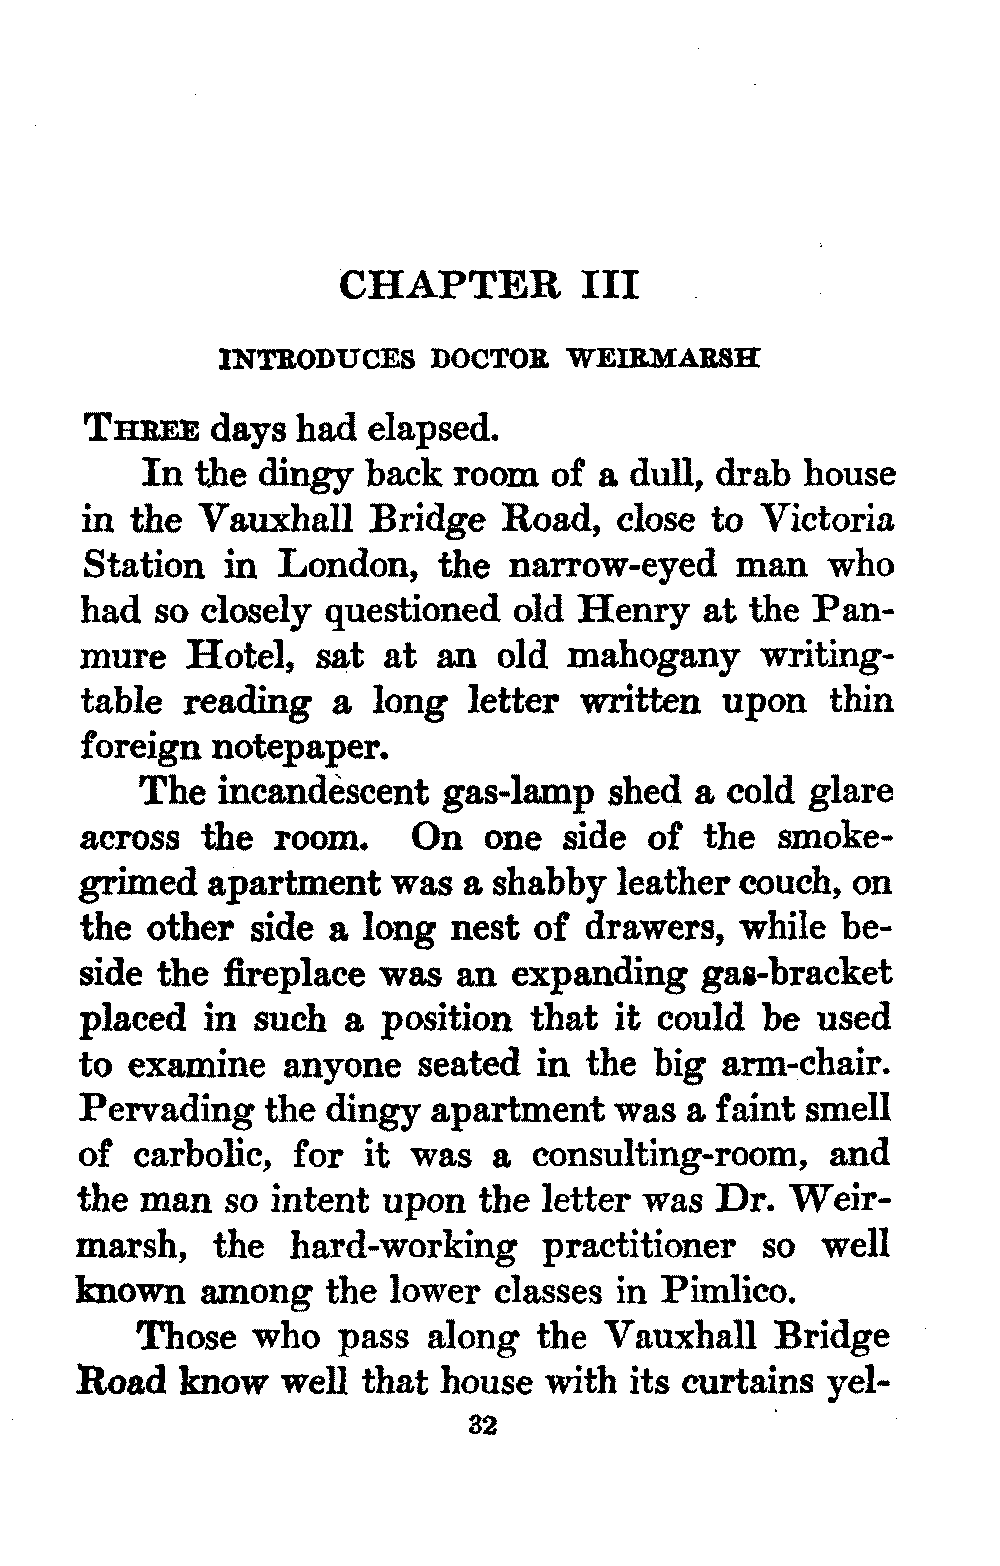 CHAPTER III
INTRODUCES DOCTOR WEIRMARSH
THREE days had elapsed.
In the dingy back room of a dull, drab house
in the Vauxhall Bridge Road, close to Victoria
Station in London, the narrow-eyed man who
had so closely questioned old Henry at the Pan-
mure Hotel, sat at an old mahogany writing-
table reading a long letter written upon thin
foreign notepaper.
The incandescent gas-lamp shed a cold glare
across the room. On one side of the smoke-
grimed apartment was a shabby leather couch, on
the other side a long nest of drawers, while be-
side the fireplace was an expanding gas-bracket
placed in such a position that it could be used
to examine anyone seated in the big arm-chair.
Pervading the dingy apartment was a faint smell
of carbolic, for it was a consulting-room, and
the man so intent upon the letter was Dr. Weir-
marsh, the hard-working practitioner so well
known among the lower classes in Pimlico.
Those who pass along the Vauxhall Bridge
Road know well that house with its curtains yel-
32